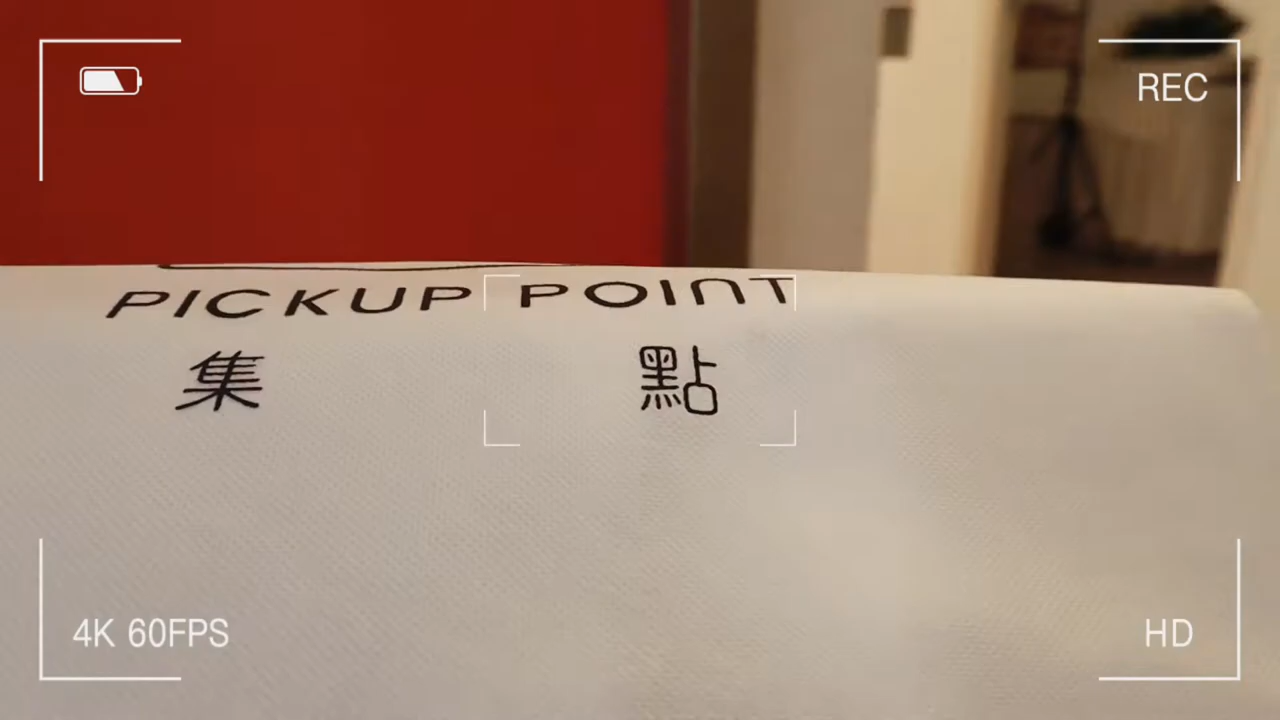 REC
PICKUP POINT
集 點
4K 60FPS
HD